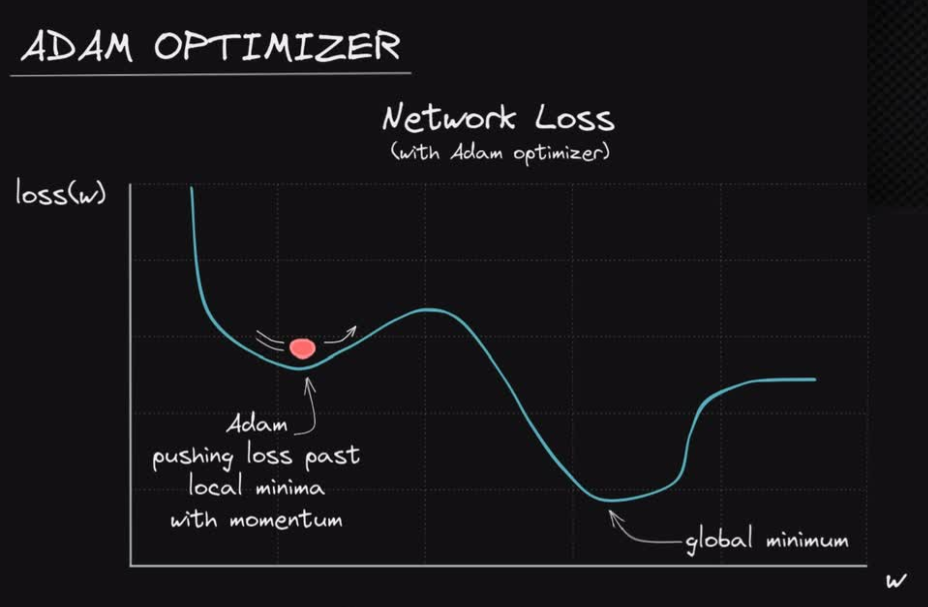 ADAM OPTIMIZER
Network Loss
(with Adam optimizer)
loss(w)
Adam
pushing loss past
local minima
with momentum
global minimum
w